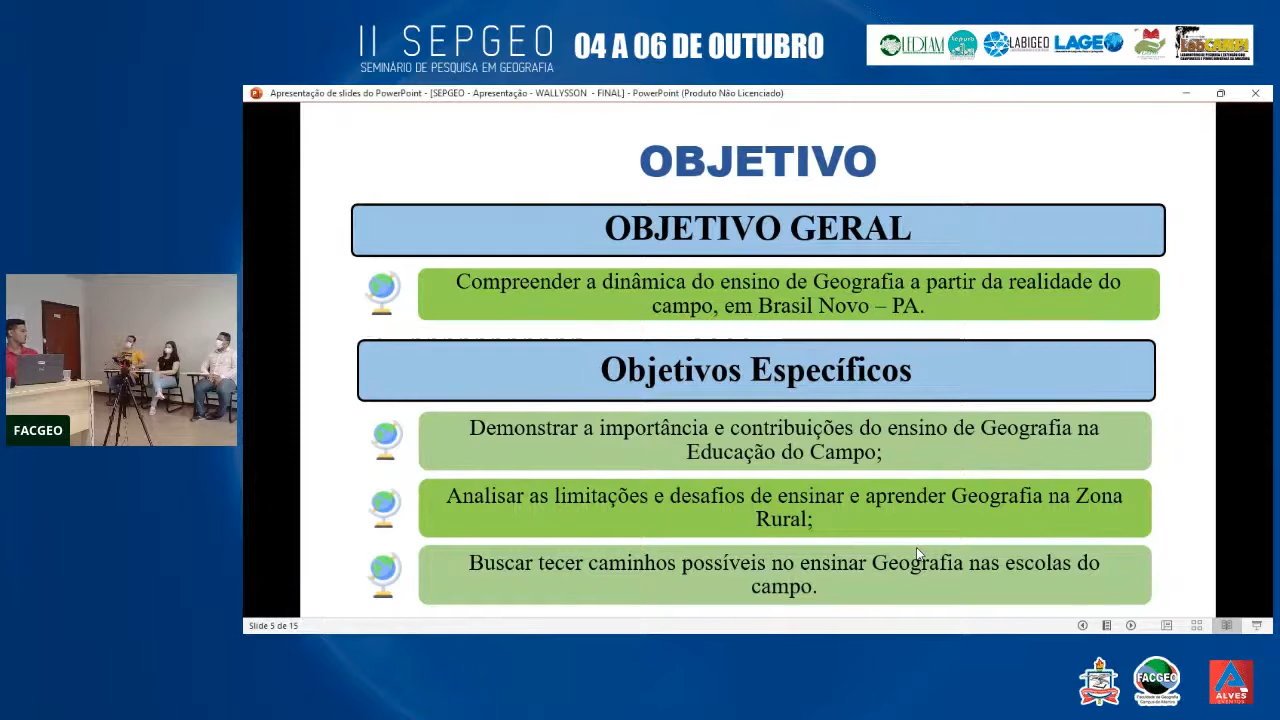 II SEPGEO
SEMINÁRIO DE PESQUISA EM GEOGRAFIA
04 A 06 DE OUTUBRO
LABIGEO
LAGEO
Apresentação de slides do PowerPoint - [SEPGEO - Apresentação - WALLYSSON - FINAL] - PowerPoint (Produto Não Licenciado)
OBJETIVO
OBJETIVO GERAL
Compreender a dinâmica do ensino de Geografia a partir da realidade do
campo, em Brasil Novo – PA.
Objetivos Específicos
Demonstrar a importância e contribuições do ensino de Geografia na
Educação do Campo;
Analisar as limitações e desafios de ensinar e aprender Geografia na Zona
Rural;
Buscar tecer caminhos possíveis no ensinar Geografia nas escolas do
campo.
FACGEO
Slide 5 de 15
FACGEO
ALVES
EVENTOS